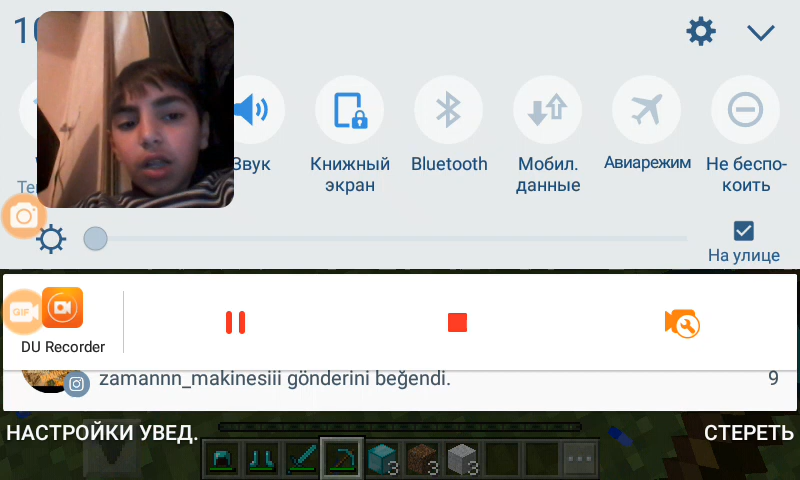 10
Звук
Книжный
экран
Bluetooth
Мобил.
данные
Авиарежим
Не беспо-
коить
На улице
GIF
DU Recorder
zamannn_makinesiii gönderini beğendi.
9
НАСТРОЙКИ УВЕД.
СТЕРЕТЬ
3
3
3